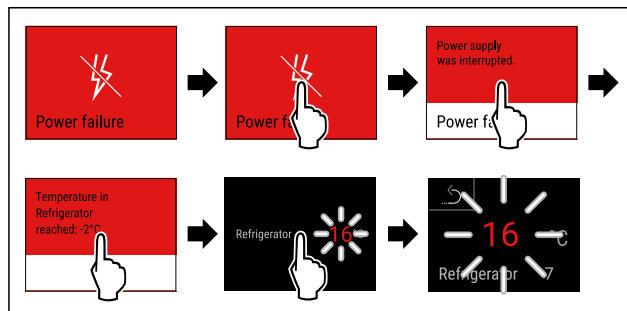 Power failure
Power fa
Power supply
was interrupted.
Power fa
Temperature in
Refrigerator
reached: -2°C
Refrigerator 16°C
16 °C
Refrigerator 7